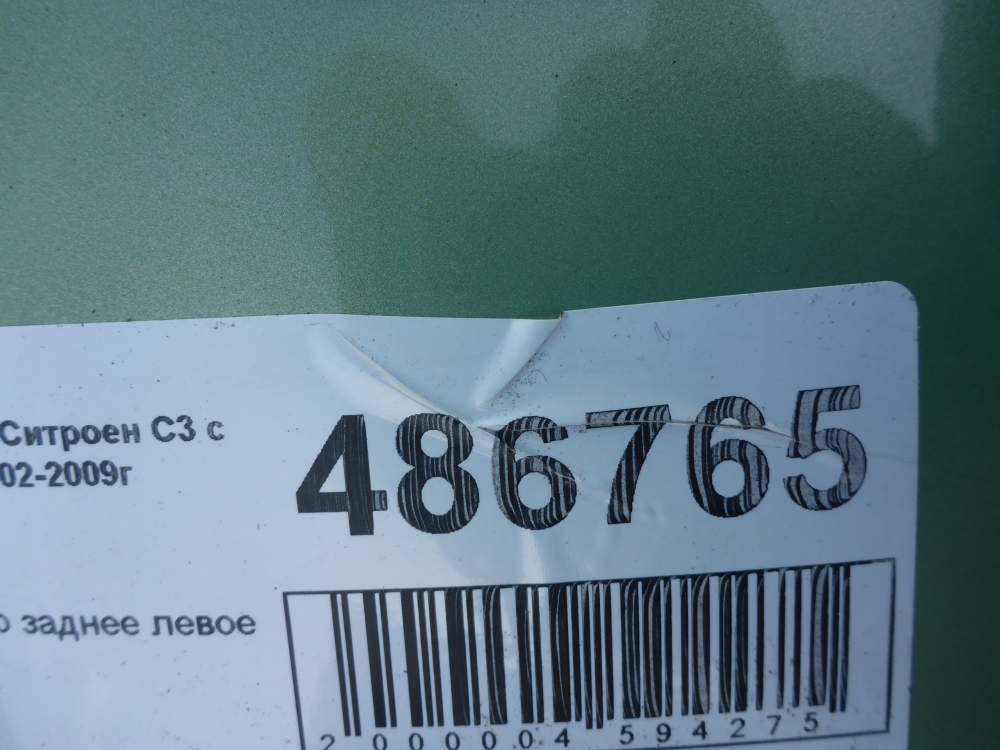 Ситроен С3 с
02-2009г
486765
заднее левое
2 000004 594275